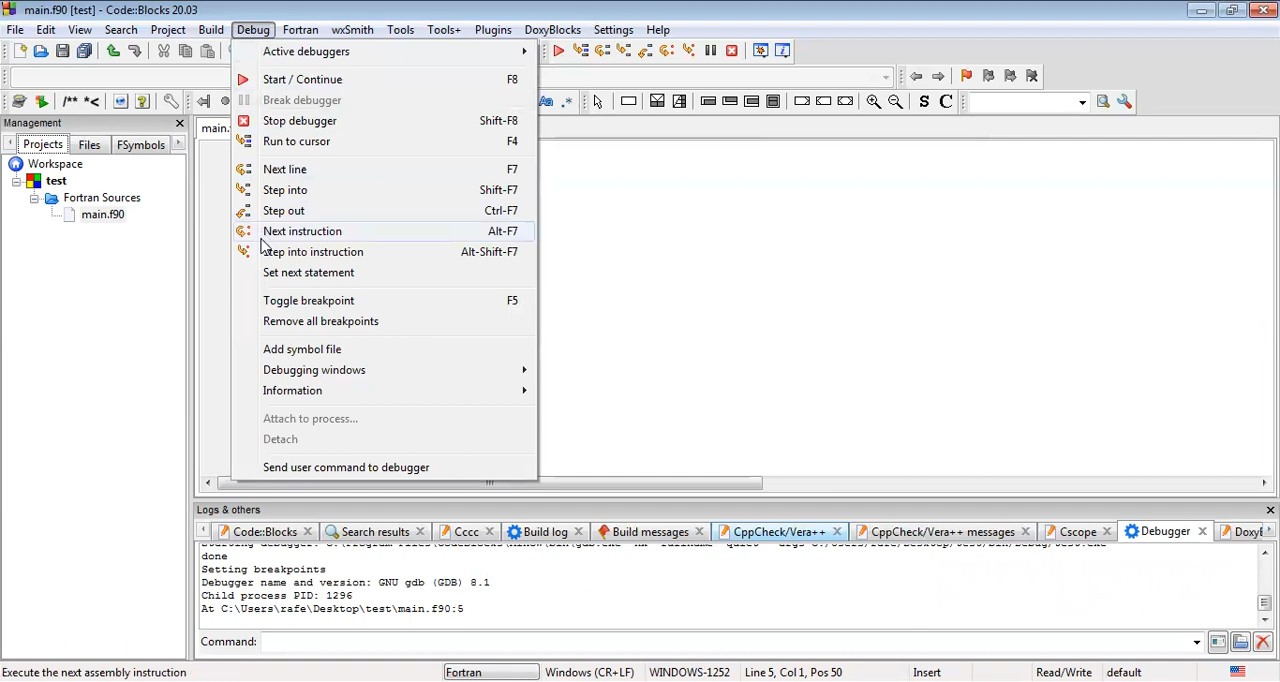 main.f90 [test] - Code::Blocks 20.03
File Edit View Search Project Build Debug Fortran wxSmith Tools Tools+ Plugins DoxyBlocks Settings Help
Active debuggers
Start / Continue F8
Break debugger
Stop debugger Shift-F8
Run to cursor F4
Next line F7
Step into Shift-F7
Step out Ctrl-F7
Next instruction Alt-F7
Step into instruction Alt-Shift-F7
Set next statement
Toggle breakpoint F5
Remove all breakpoints
Add symbol file
Debugging windows
Information
Attach to process...
Detach
Send user command to debugger
/** *< Aa .* S C
Management
Projects Files FSymbols
Workspace
test
Fortran Sources
main.f90
main.
Logs & others
Code::Blocks Search results Cccc Build log Build messages CppCheck/Vera++ CppCheck/Vera++ messages Cscope Debugger DoxyBl
done
Setting breakpoints
Debugger name and version: GNU gdb (GDB) 8.1
Child process PID: 1296
At C:\Users\rafe\Desktop\test\main.f90:5
Command:
Execute the next assembly instruction Fortran Windows (CR+LF) WINDOWS-1252 Line 5, Col 1, Pos 50 Insert Read/Write default